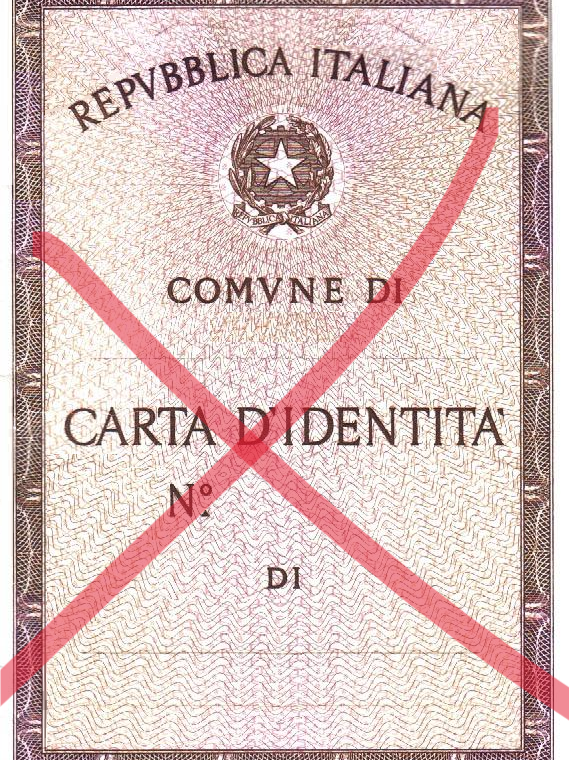 REPVBBLICA ITALIANA
REPVBBLICA ITALIANA
COMVNE DI
CARTA D'IDENTITA'
N°
DI